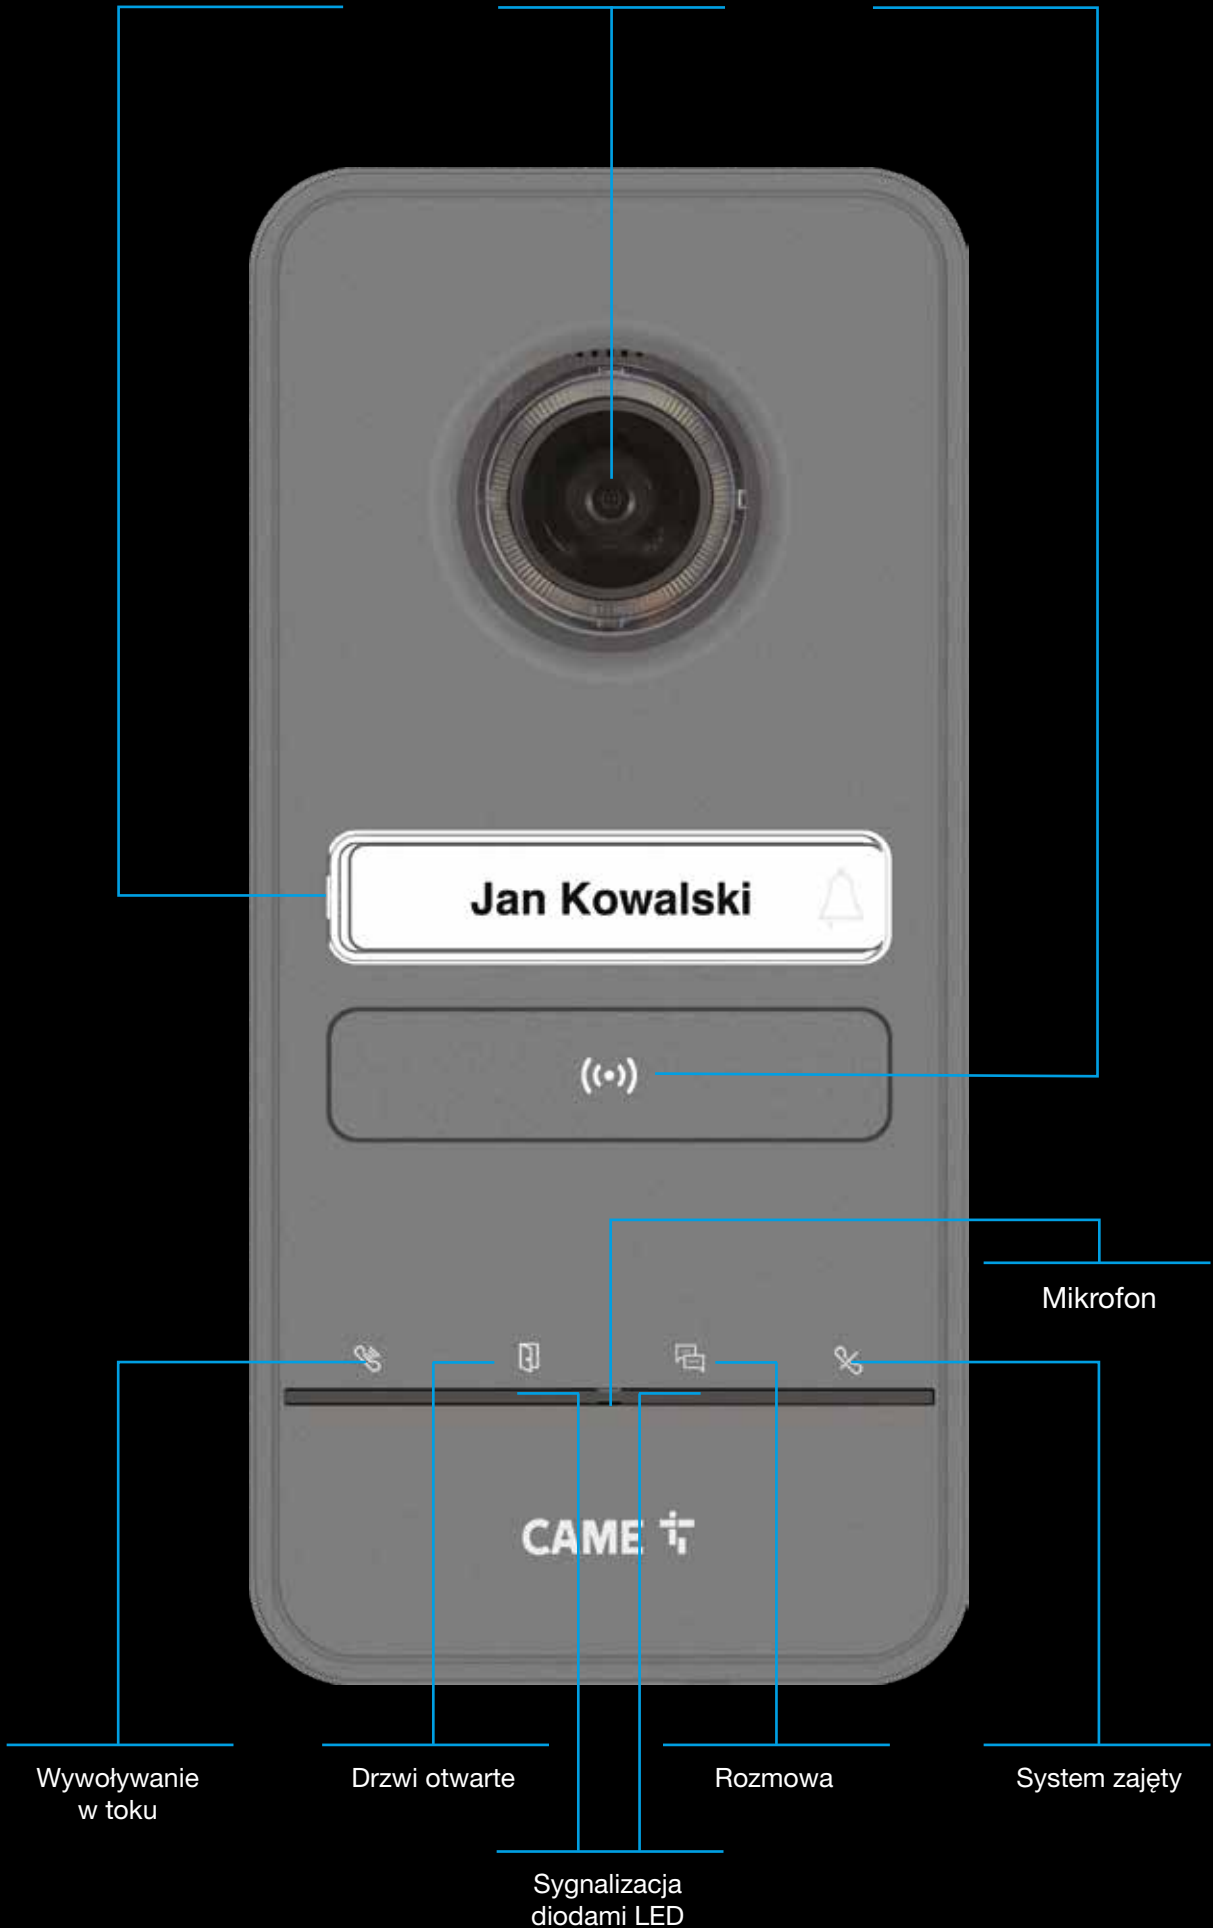 Jan Kowalski
Mikrofon
CAME
Wywoływanie
w toku
Drzwi otwarte
Rozmowa
System zajęty
Sygnalizacja
diodami LED